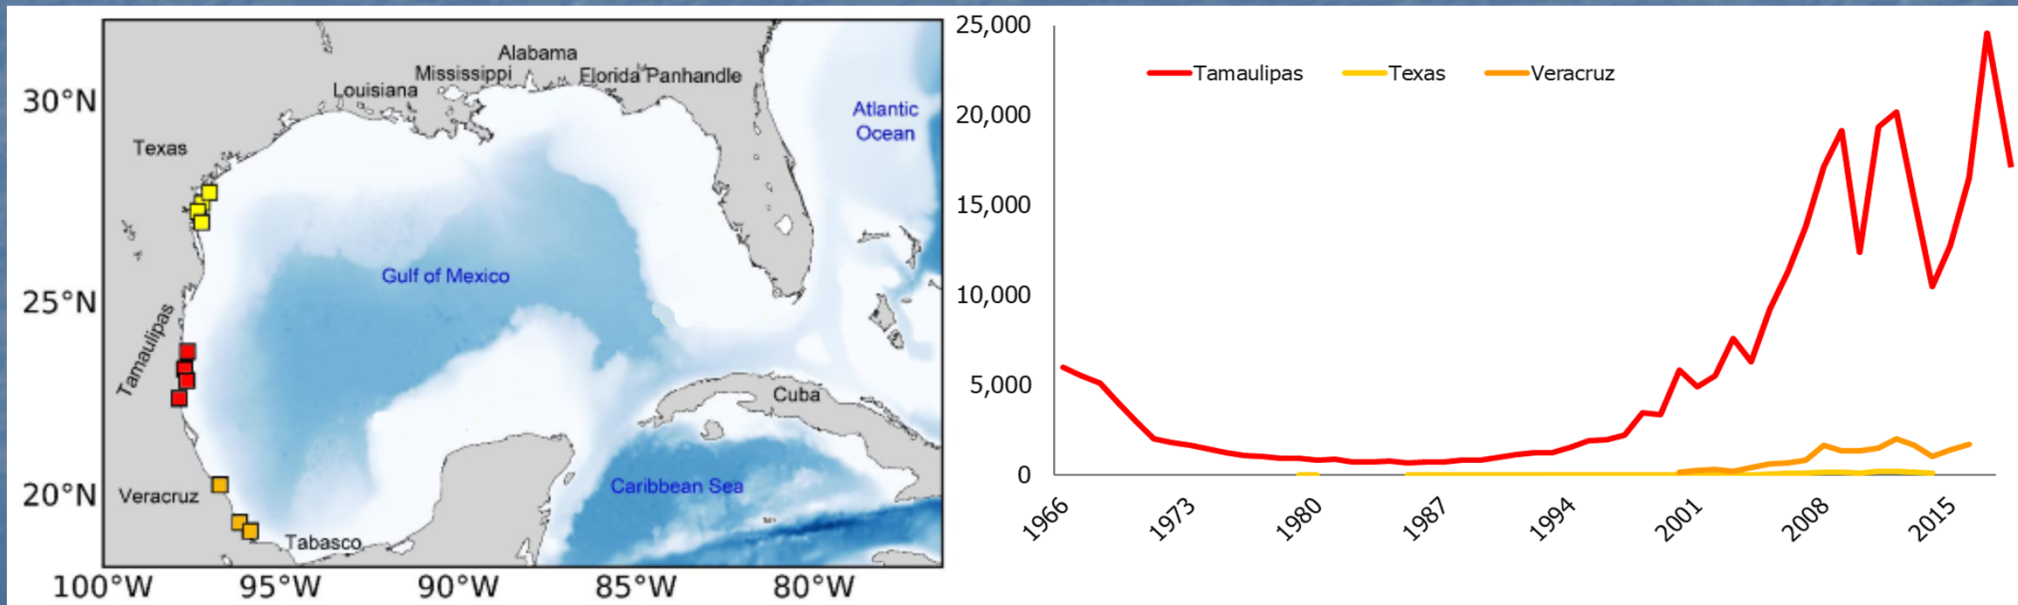 Alabama
Mississippi
Florida Panhandle
Louisiana
30°N
Atlantic
Ocean
Texas
Gulf of Mexico
25°N
Tamaulipas
Cuba
20°N
Veracruz
Caribbean Sea
Tabasco
100°W 95°W 90°W 85°W 80°W
25,000
Tamaulipas Texas Veracruz
20,000
15,000
10,000
5,000
0
1966 1973 1980 1987 1994 2001 2008 2015